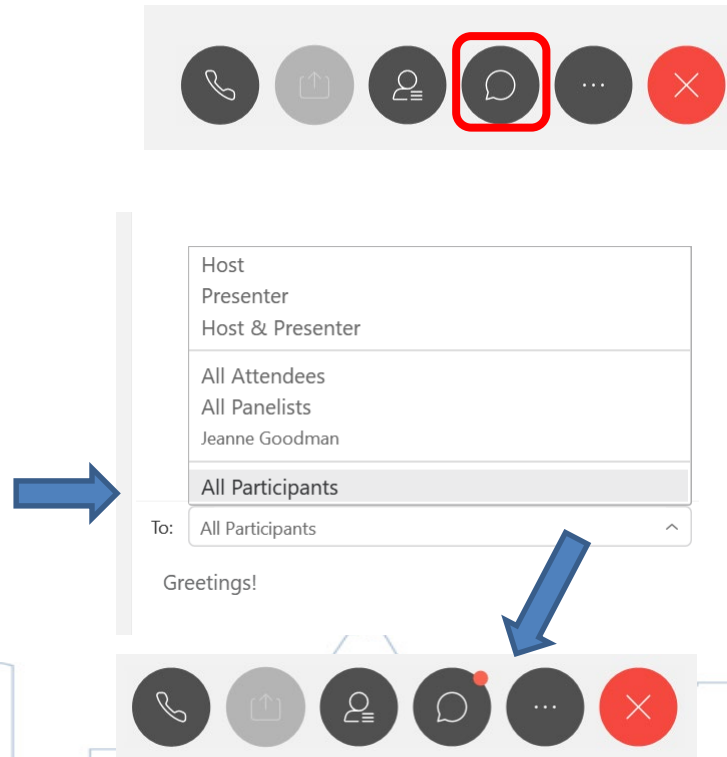 Host
Presenter
Host & Presenter
All Attendees
All Panelists
Jeanne Goodman
All Participants
To: All Participants
Greetings!